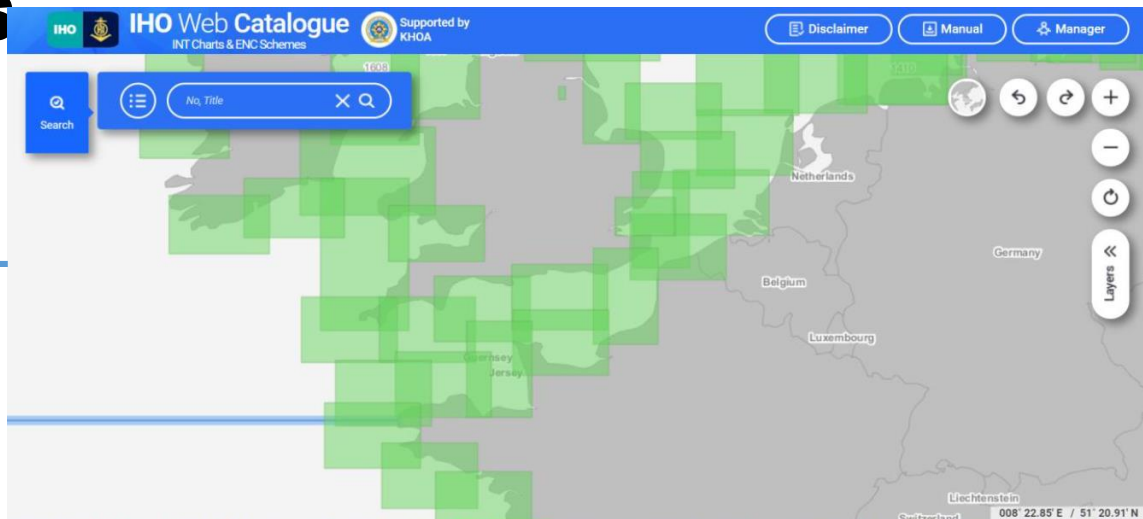 IHO
IHO Web Catalogue
INT Charts & ENC Schemes
Supported by
KHOA
Disclaimer
Manual
Manager
1608
Search
No, Title
Netherlands
Germany
Layers
Belgium
Luxembourg
Guernsey
Jersey
Liechtenstein
Switzerland
008° 22.85' E / 51° 20.91' N